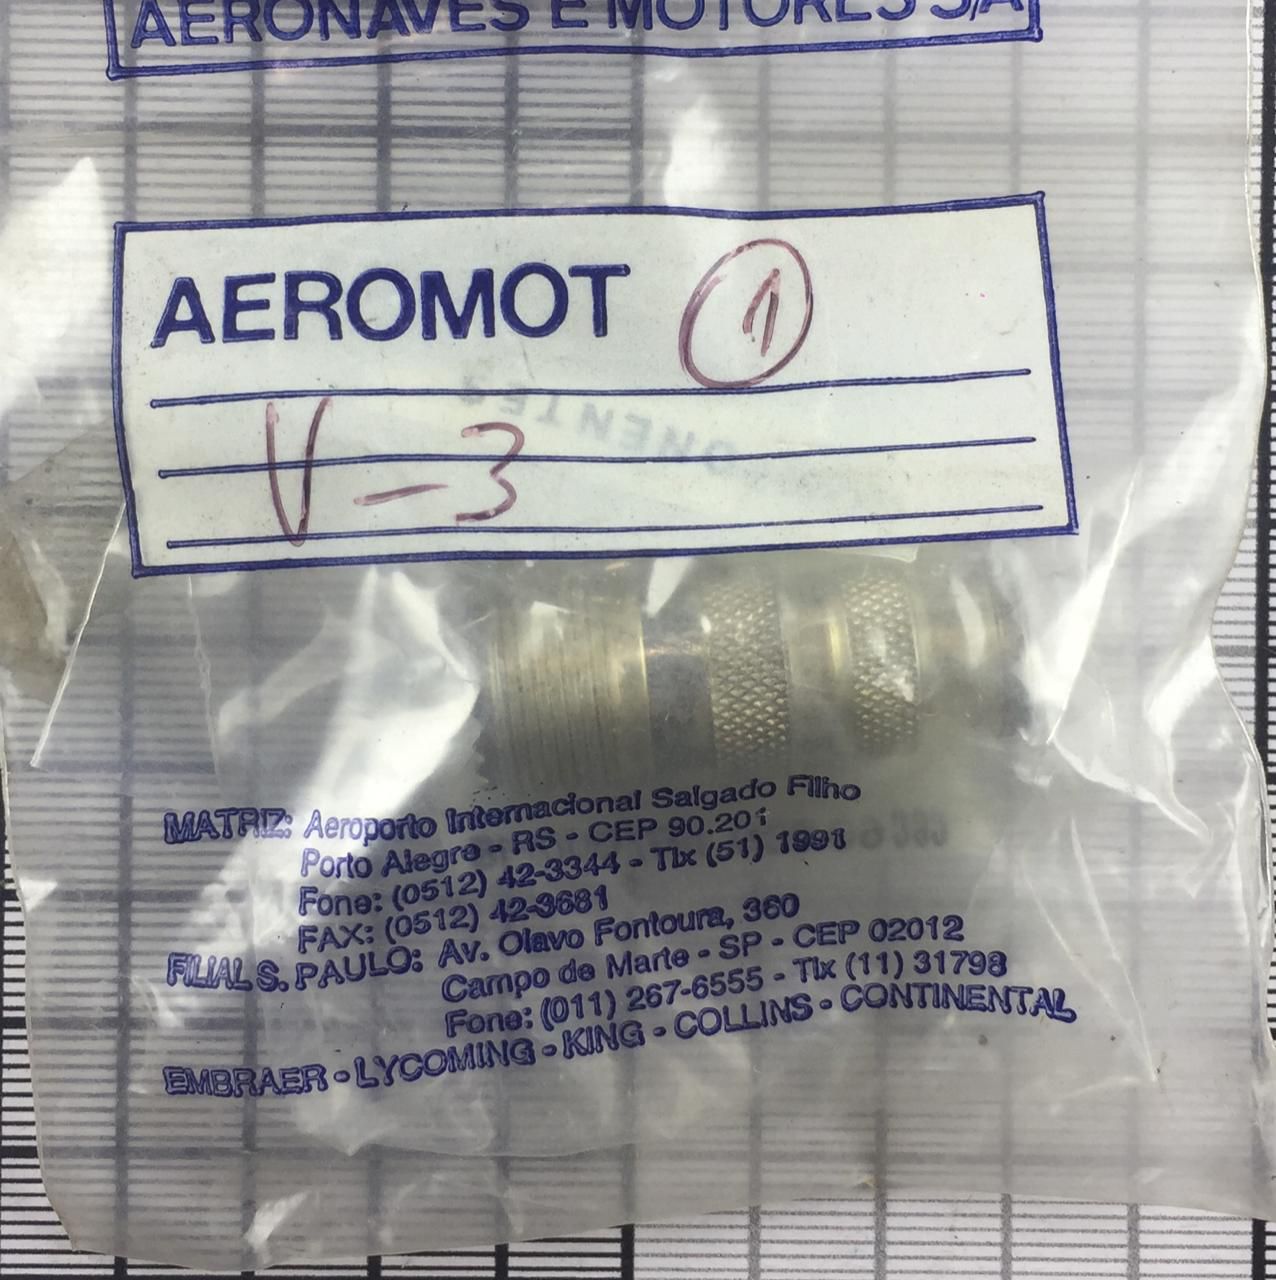 AERONAVES E MOTORES S/A
AEROMOT 1
ONENTES
V-3
MATRIZ: Aeroporto Internacional Salgado Filho
Porto Alegre - RS - CEP 90.201
Fone: (0512) 42-3344 - Tlx (51) 1991
FAX: (0512) 42-3681
FILIAL S. PAULO: Av. Olavo Fontoura, 360
Campo de Marte - SP - CEP 02012
Fone: (011) 267-6555 - Tlx (11) 31798
EMBRAER - LYCOMING - KING - COLLINS - CONTINENTAL